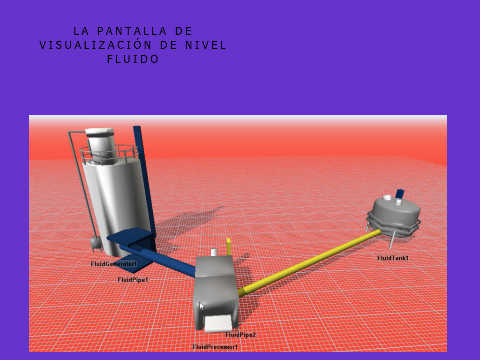 LA PANTALLA DE
VISUALIZACIÓN DE NIVEL
FLUIDO
FluidGenerator1
FluidPipe1
FluidTank1
FluidPipe2
FluidProcessor1